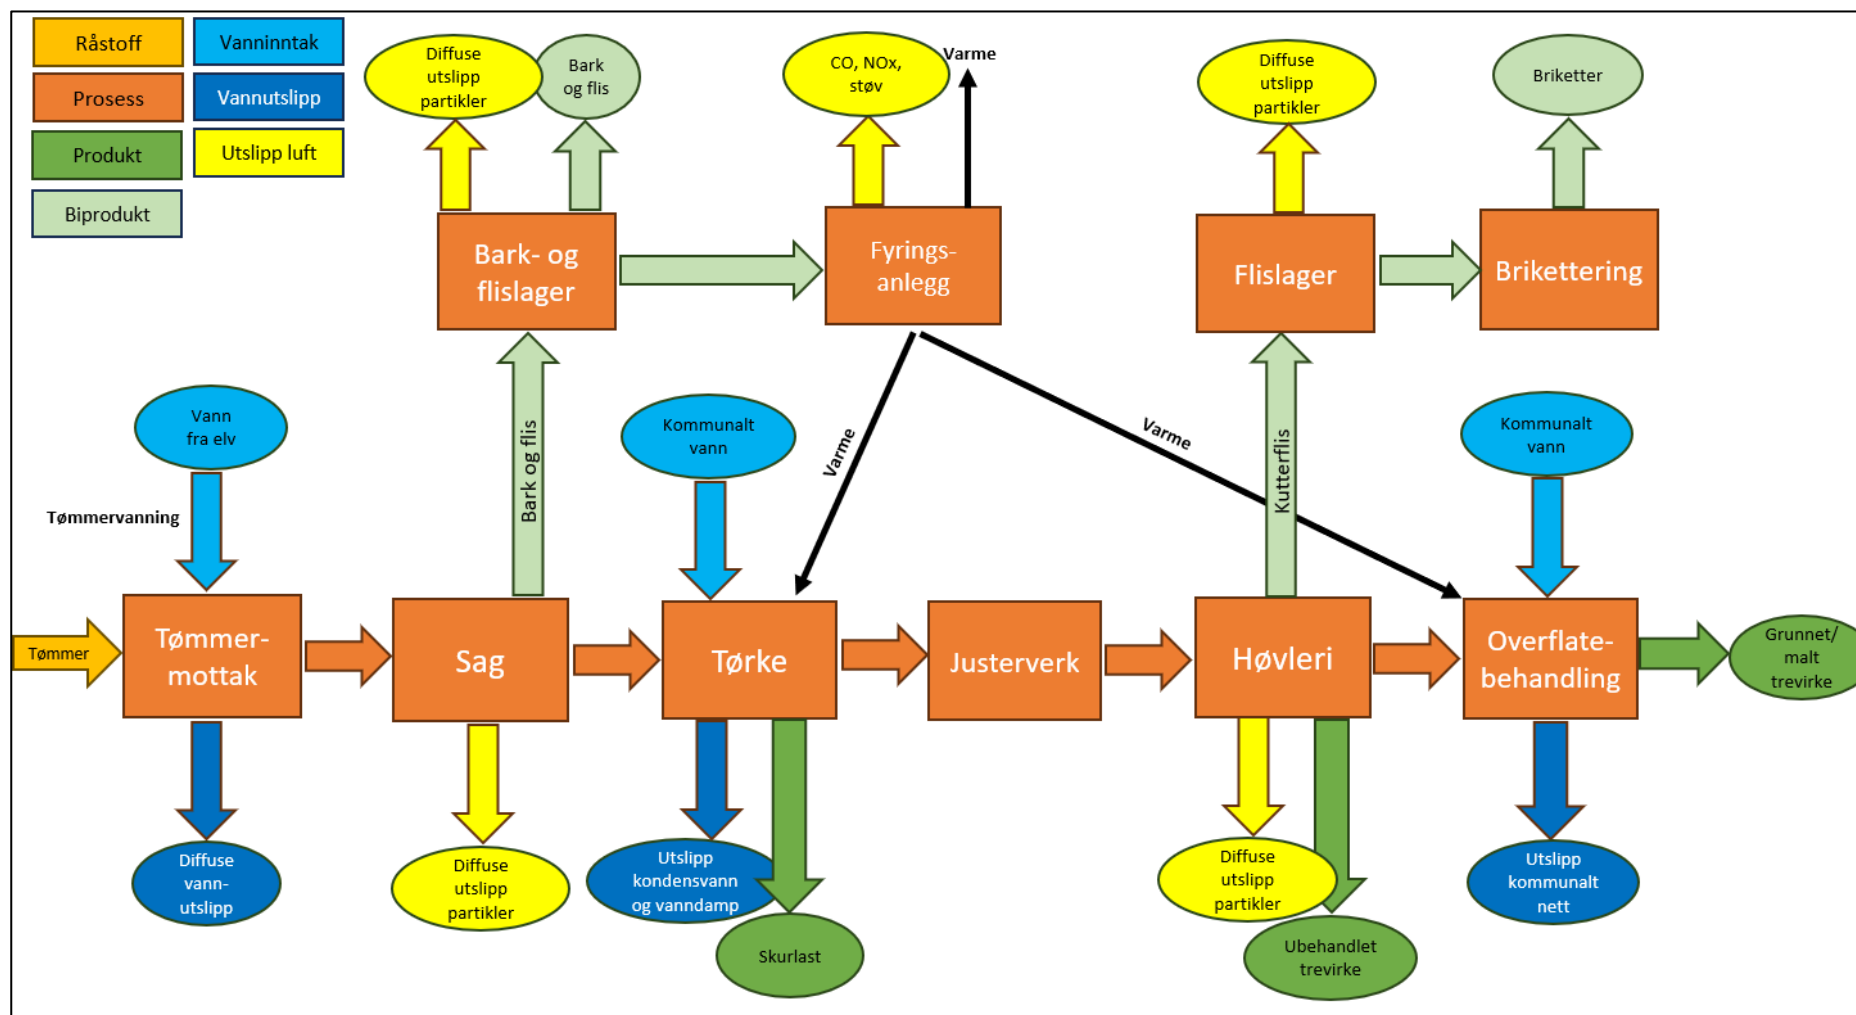 Råstoff
Vanninntak
Prosess
Vannutslipp
Produkt
Utslipp luft
Biprodukt
Diffuse
utslipp
partikler
Bark
og flis
CO, NOx,
støv
Varme
Diffuse
utslipp
partikler
Briketter
Bark- og
flislager
Fyrings-
anlegg
Flislager
Brikettering
Vann
fra elv
Tømmervanning
Bark og flis
Kommunalt
vann
Varme
Varme
Kutterflis
Kommunalt
vann
Tømmer
Tømmer-
mottak
Sag
Tørke
Justerverk
Høvleri
Overflate-
behandling
Grunnet/
malt
trevirke
Diffuse
vann-
utslipp
Diffuse
utslipp
partikler
Utslipp
kondensvann
og vanndamp
Skurlast
Diffuse
utslipp
partikler
Ubehandlet
trevirke
Utslipp
kommunalt
nett